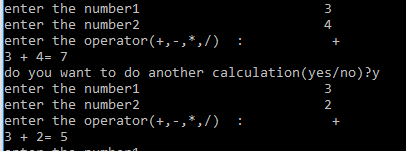 enter the number1                         3
enter the number2                         4
enter the operator(+,-,*,/)  :            +
3 + 4= 7
do you want to do another calculation(yes/no)?y
enter the number1                         3
enter the number2                         2
enter the operator(+,-,*,/)  :            +
3 + 2= 5